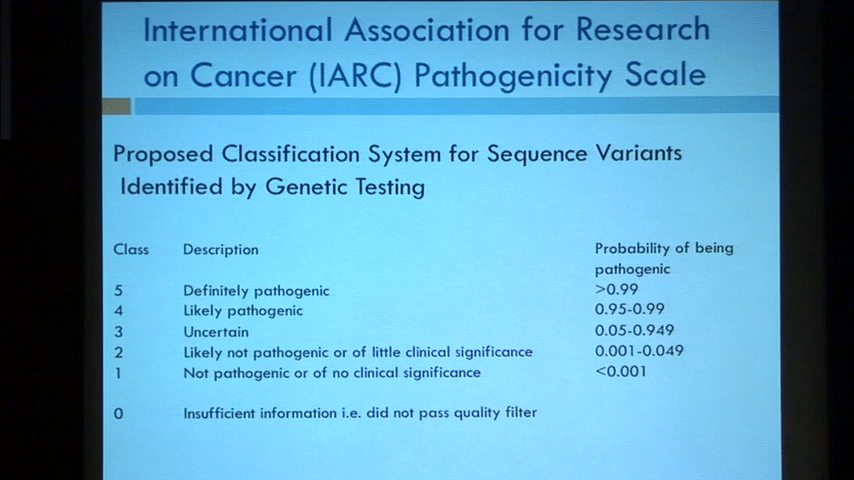 International Association for Research
on Cancer (IARC) Pathogenicity Scale
Proposed Classification System for Sequence Variants
Identified by Genetic Testing
Class Description Probability of being
pathogenic
5 Definitely pathogenic >0.99
4 Likely pathogenic 0.95-0.99
3 Uncertain 0.05-0.949
2 Likely not pathogenic or of little clinical significance 0.001-0.049
1 Not pathogenic or of no clinical significance <0.001
0 Insufficient information i.e. did not pass quality filter